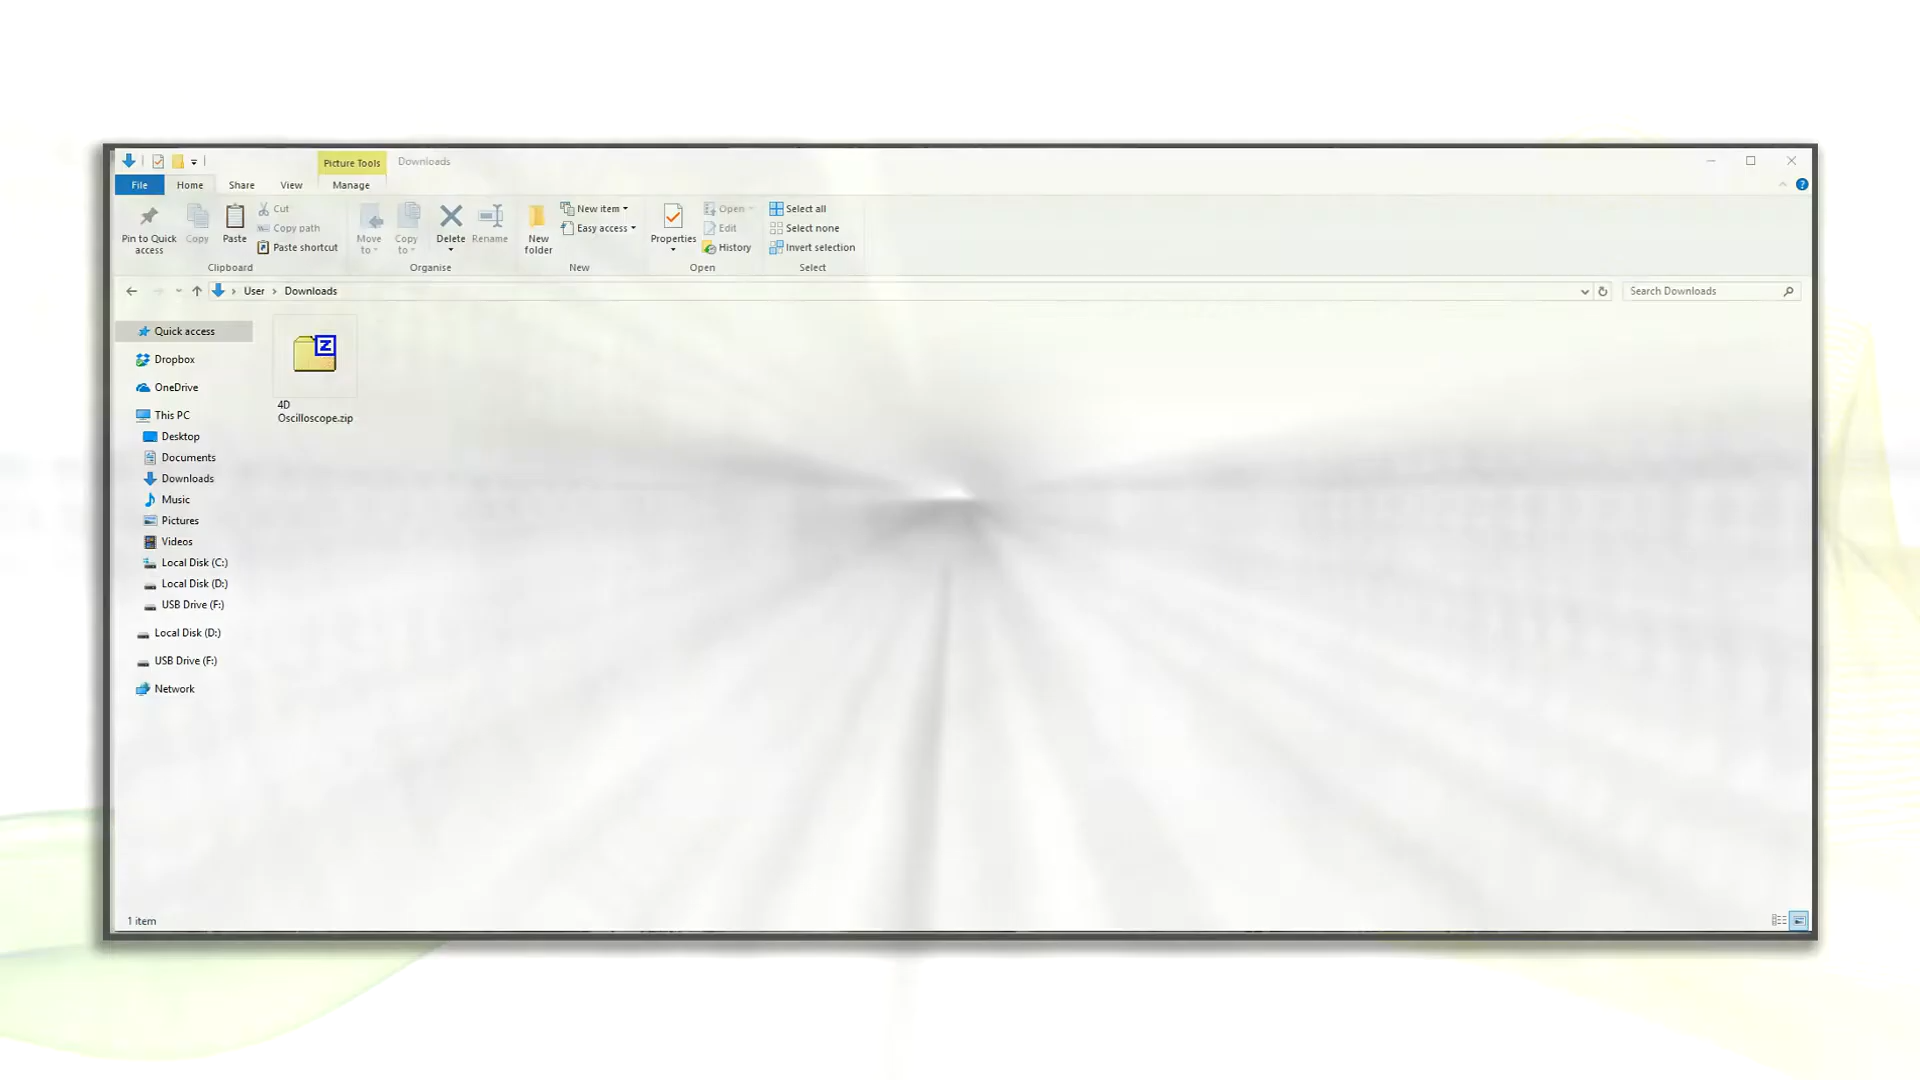 Picture Tools
Downloads
File
Home
Share
View
Manage
Pin to Quick
access
Copy
Paste
Cut
Copy path
Paste shortcut
Clipboard
Move
to
Copy
to
Delete
Rename
Organise
New
folder
New item
Easy access
New
Properties
Open
Edit
History
Open
Select all
Select none
Invert selection
Select
User
Downloads
Search Downloads
Quick access
Dropbox
OneDrive
This PC
Desktop
Documents
Downloads
Music
Pictures
Videos
Local Disk (C:)
Local Disk (D:)
USB Drive (F:)
Local Disk (D:)
USB Drive (F:)
Network
Z
4D
Oscilloscope.zip
1 item